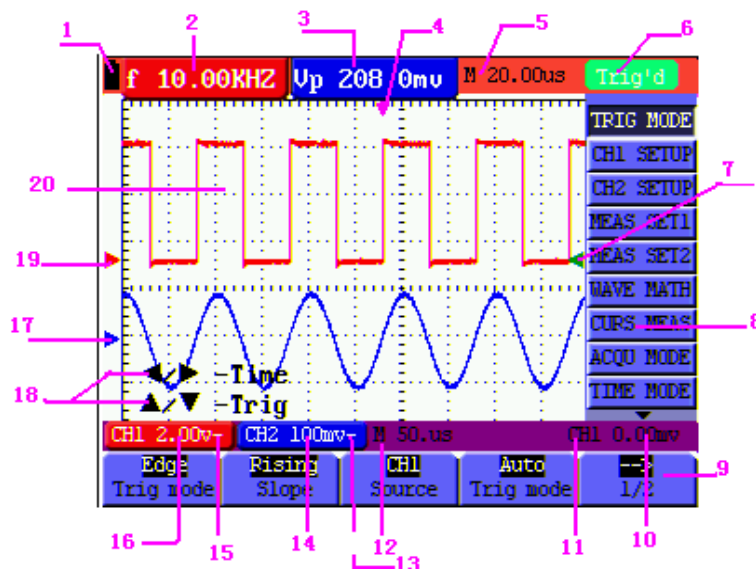 1 2 3 4 5 6
f 10.00KHZ Vp 208 0mv M 20.00us Trig'd
TRIG MODE
CH1 SETUP
CH2 SETUP
7
20
MEAS SET1
19
MEAS SET2
WAVE MATH
17
CURS MEAS
8
ACQU MODE
18
-Time
TIME MODE
-Trig
CH1 2.00v- CH2 100mv- M 50.us CH1 0.00mv
Edge Rising CH1 Auto -->
9
Trig mode Slope Source Trig mode 1/2
16 15 14 13 12 11 10